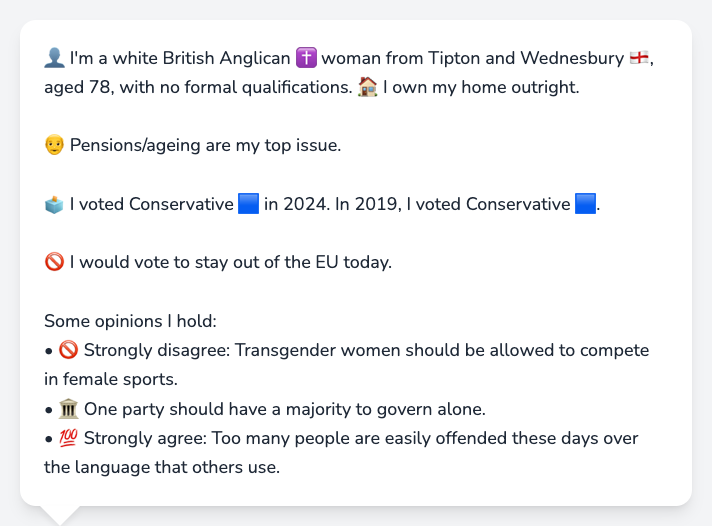 👤 I'm a white British Anglican ✝️ woman from Tipton and Wednesbury 🏴󠁧󠁢󠁥󠁮󠁧󠁿,
aged 78, with no formal qualifications. 🏠 I own my home outright.
👴 Pensions/ageing are my top issue.
🗳️ I voted Conservative 🟦 in 2024. In 2019, I voted Conservative 🟦.
🚫 I would vote to stay out of the EU today.
Some opinions I hold:
• 🚫 Strongly disagree: Transgender women should be allowed to compete
in female sports.
• 🏛️ One party should have a majority to govern alone.
• 💯 Strongly agree: Too many people are easily offended these days over
the language that others use.